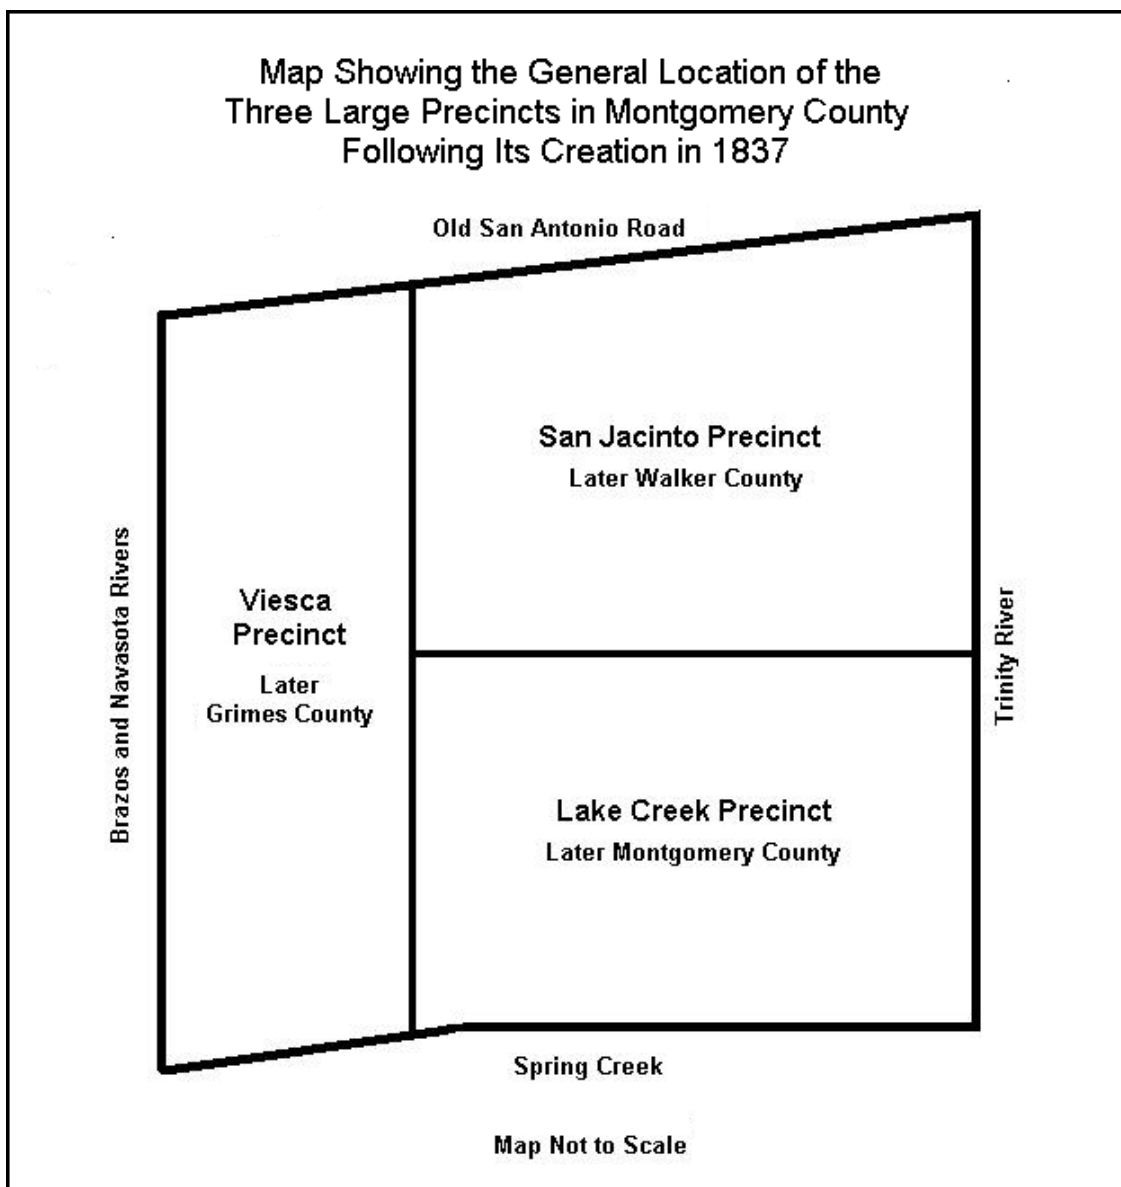 Map Showing the General Location of the
Three Large Precincts in Montgomery County
Following Its Creation in 1837
Old San Antonio Road
San Jacinto Precinct
Later Walker County
Brazos and Navasota Rivers
Viesca
Precinct
Later
Grimes County
Trinity River
Lake Creek Precinct
Later Montgomery County
Spring Creek
Map Not to Scale